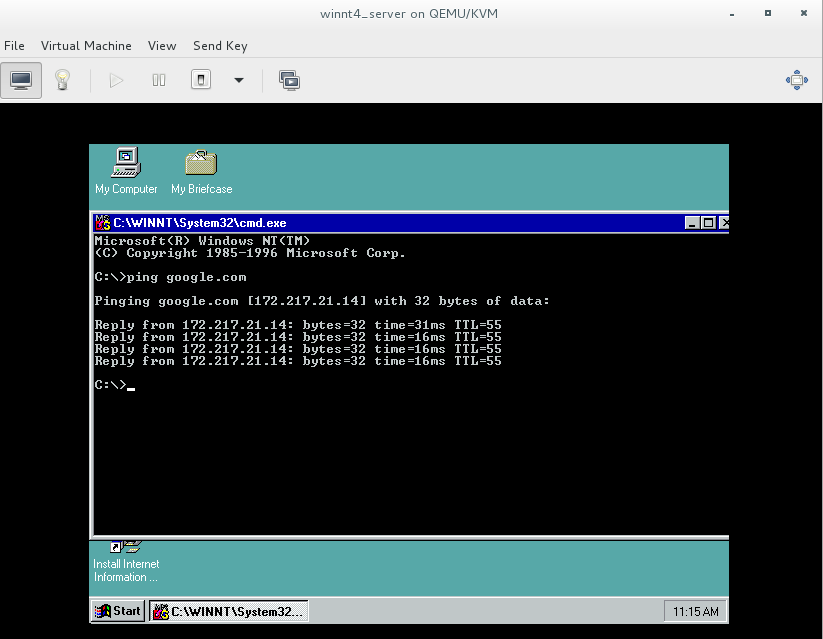 winnt4_server on QEMU/KVM
File Virtual Machine View Send Key
My Computer My Briefcase
C:\WINNT\System32\cmd.exe
Microsoft(R) Windows NT(TM)
(C) Copyright 1985-1996 Microsoft Corp.
C:\>ping google.com
Pinging google.com [172.217.21.14] with 32 bytes of data:
Reply from 172.217.21.14: bytes=32 time=31ms TTL=55
Reply from 172.217.21.14: bytes=32 time=16ms TTL=55
Reply from 172.217.21.14: bytes=32 time=16ms TTL=55
Reply from 172.217.21.14: bytes=32 time=16ms TTL=55
C:\>
Install Internet
Information ...
Start C:\WINNT\System32... 11:15 AM